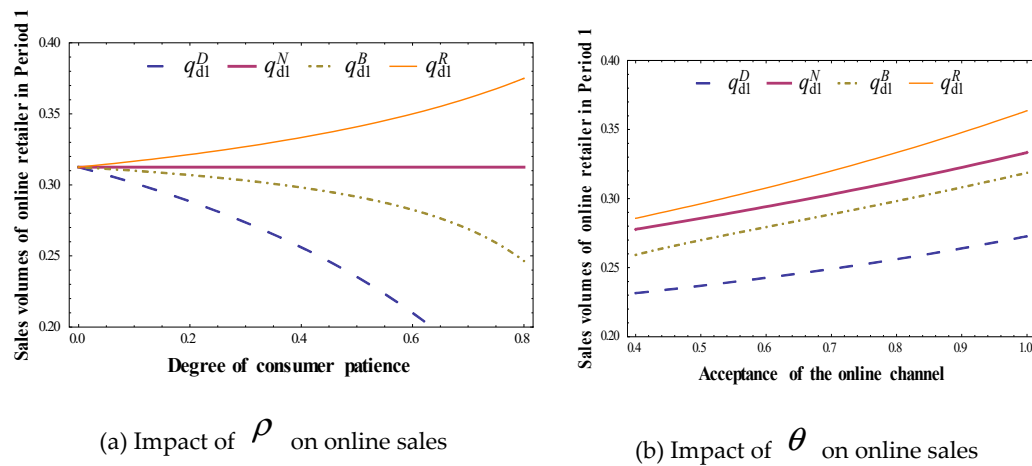 Sales volumes of online retailer in Period 1
0.40
0.35
0.30
0.25
0.20
q_{d1}^{D} q_{d1}^{N} q_{d1}^{B} q_{d1}^{R}
0.0 0.2 0.4 0.6 0.8
Degree of consumer patience
(a) Impact of ρ on online sales
Sales volumes of online retailer in Period 1
0.40
0.35
0.30
0.25
0.20
q_{d1}^{D} q_{d1}^{N} q_{d1}^{B} q_{d1}^{R}
0.4 0.5 0.6 0.7 0.8 0.9 1.0
Acceptance of the online channel
(b) Impact of θ on online sales